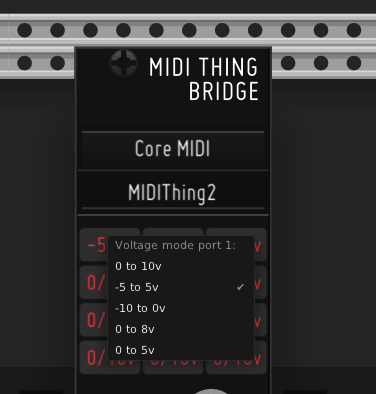 MIDI THING
BRIDGE
Core MIDI
MIDIThing2
-5
Voltage mode port 1:
0 to 10v
-5 to 5v ✔
-10 to 0v
0 to 8v
0 to 5v